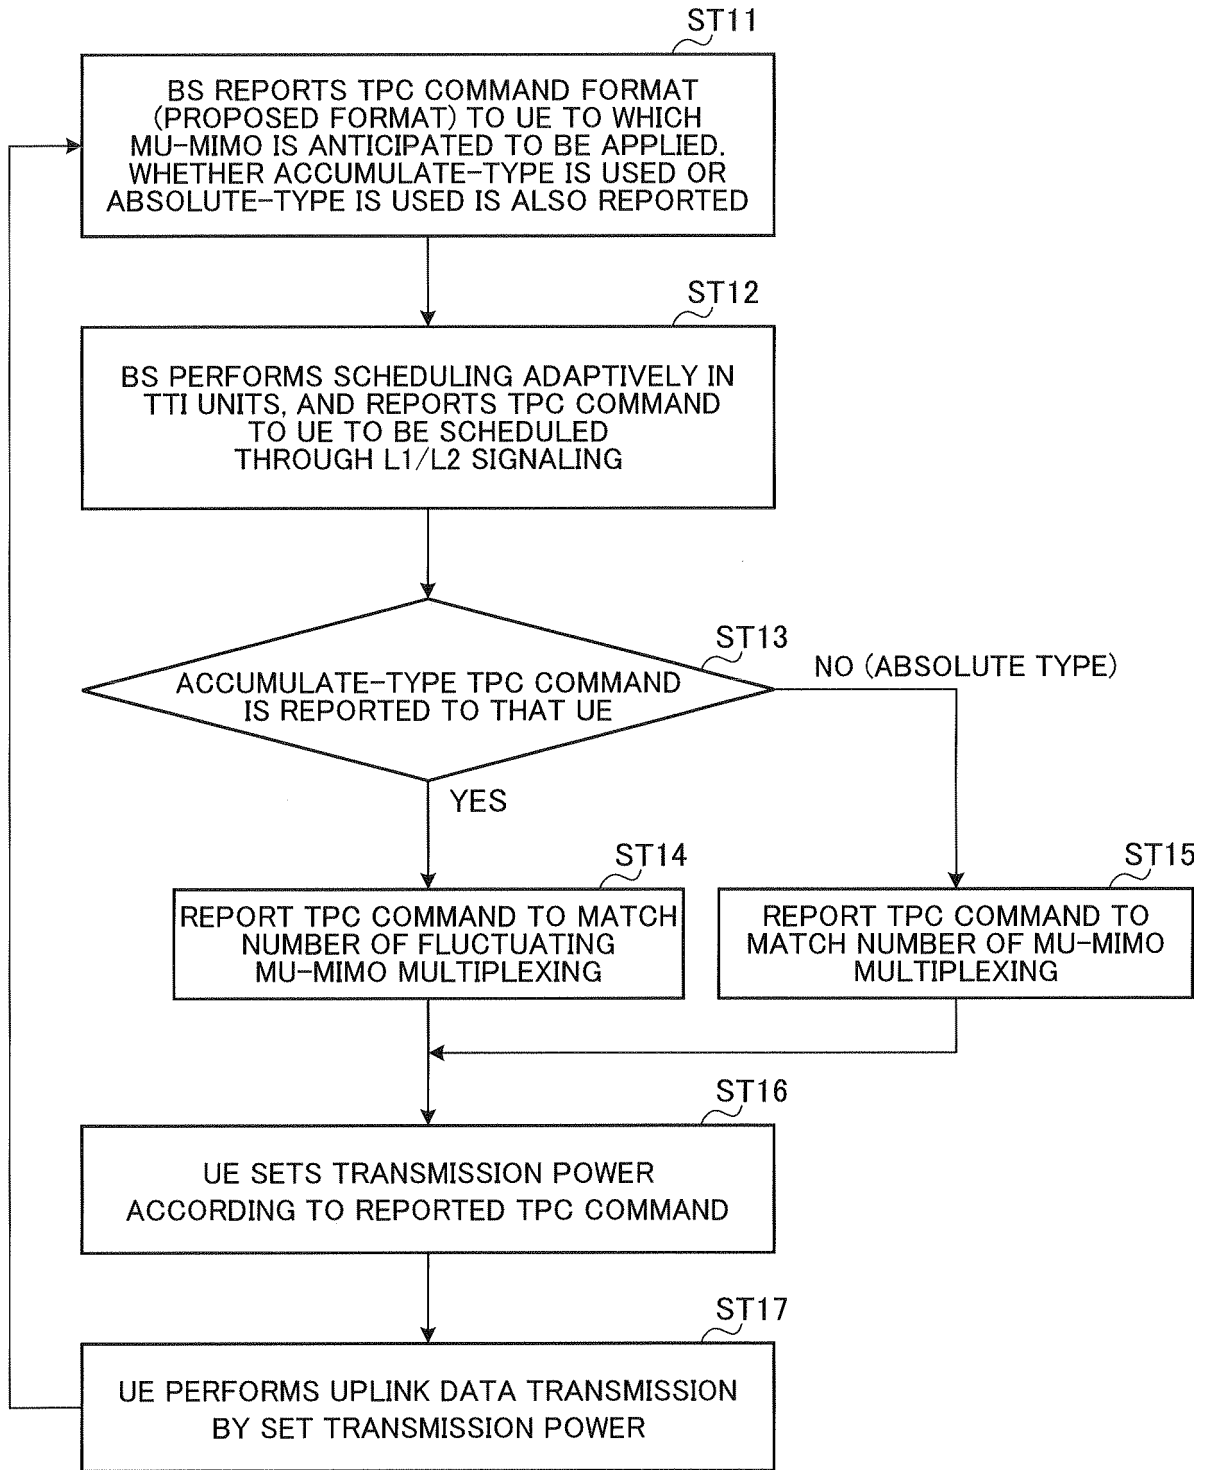 ST11
BS REPORTS TPC COMMAND FORMAT
(PROPOSED FORMAT) TO UE TO WHICH
MU-MIMO IS ANTICIPATED TO BE APPLIED.
WHETHER ACCUMULATE-TYPE IS USED OR
ABSOLUTE-TYPE IS USED IS ALSO REPORTED
ST12
BS PERFORMS SCHEDULING ADAPTIVELY IN
TTI UNITS, AND REPORTS TPC COMMAND
TO UE TO BE SCHEDULED
THROUGH L1/L2 SIGNALING
ST13
NO (ABSOLUTE TYPE)
ACCUMULATE-TYPE TPC COMMAND
IS REPORTED TO THAT UE
YES
ST14
REPORT TPC COMMAND TO MATCH
NUMBER OF FLUCTUATING
MU-MIMO MULTIPLEXING
ST15
REPORT TPC COMMAND TO
MATCH NUMBER OF MU-MIMO
MULTIPLEXING
ST16
UE SETS TRANSMISSION POWER
ACCORDING TO REPORTED TPC COMMAND
ST17
UE PERFORMS UPLINK DATA TRANSMISSION
BY SET TRANSMISSION POWER